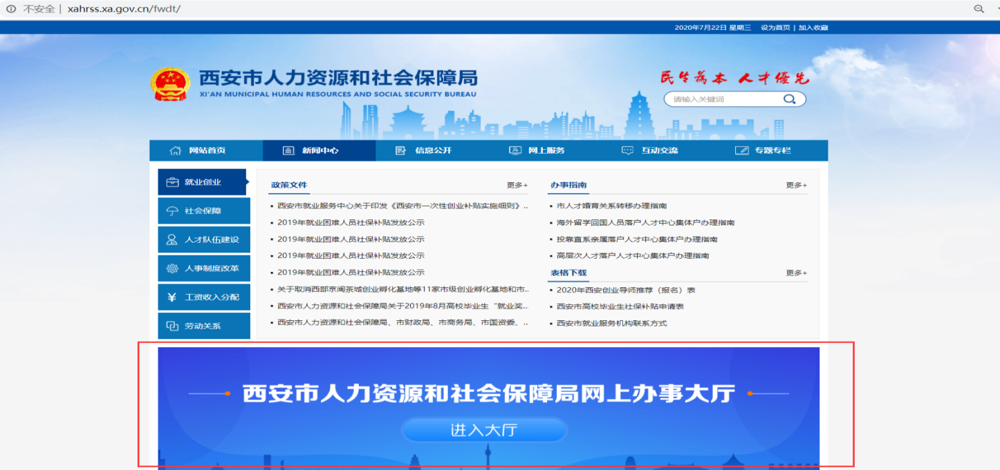 不安全 | xahrss.xa.gov.cn/fwdt/
2020年7月22日 星期三 设为首页 | 加入收藏
西安市人力资源和社会保障局
XI'AN MUNICIPAL HUMAN RESOURCES AND SOCIAL SECURITY BUREAU
民生為本 人才優先
请输入关键词
网站首页 新闻中心 信息公开 网上服务 互动交流 专题专栏
就业创业
社会保障
人才队伍建设
人事制度改革
工资收入分配
劳动关系
政策文件 更多+
西安市就业服务中心关于印发《西安市一次性创业补贴实施细则》..
2019年就业困难人员社保补贴发放公示
2019年就业困难人员社保补贴发放公示
2019年就业困难人员社保补贴发放公示
2019年就业困难人员社保补贴发放公示
关于取消西部京闽茶城创业孵化基地等11家市级创业孵化基地和市..
西安市人力资源和社会保障局关于2019年8月高校毕业生“就业奖...
西安市人力资源和社会保障局、市财政局、市商务局、市国资委、..
办事指南 更多+
市人才婚育关系转移办理指南
海外留学回国人员落户人才中心集体户办理指南
投靠直系亲属落户人才中心集体户办理指南
高层次人才落户人才中心集体户办理指南
表格下载 更多+
2020年西安创业导师推荐（报名）表
西安市高校毕业生社保补贴申请表
西安市就业服务机构联系方式
西安市人力资源和社会保障局网上办事大厅
进入大厅